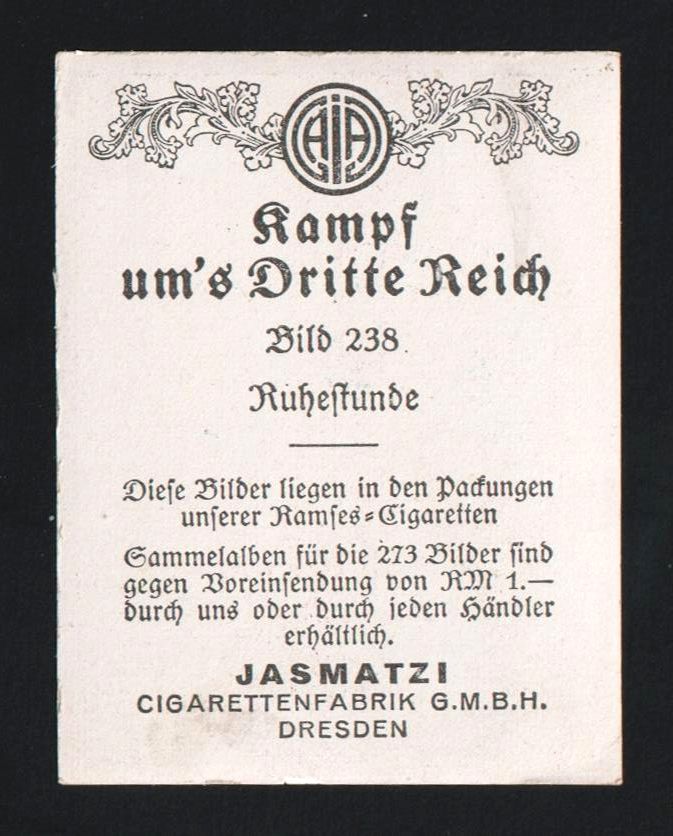 Kampf
um's Dritte Reich
Bild 238
Ruhestunde
Diese Bilder liegen in den Packungen
unserer Ramses-Cigaretten
Sammelalben für die 273 Bilder sind
gegen Voreinsendung von RM 1.—
durch uns oder durch jeden Händler
erhältlich.
JASMATZI
CIGARETTENFABRIK G.M.B.H.
DRESDEN